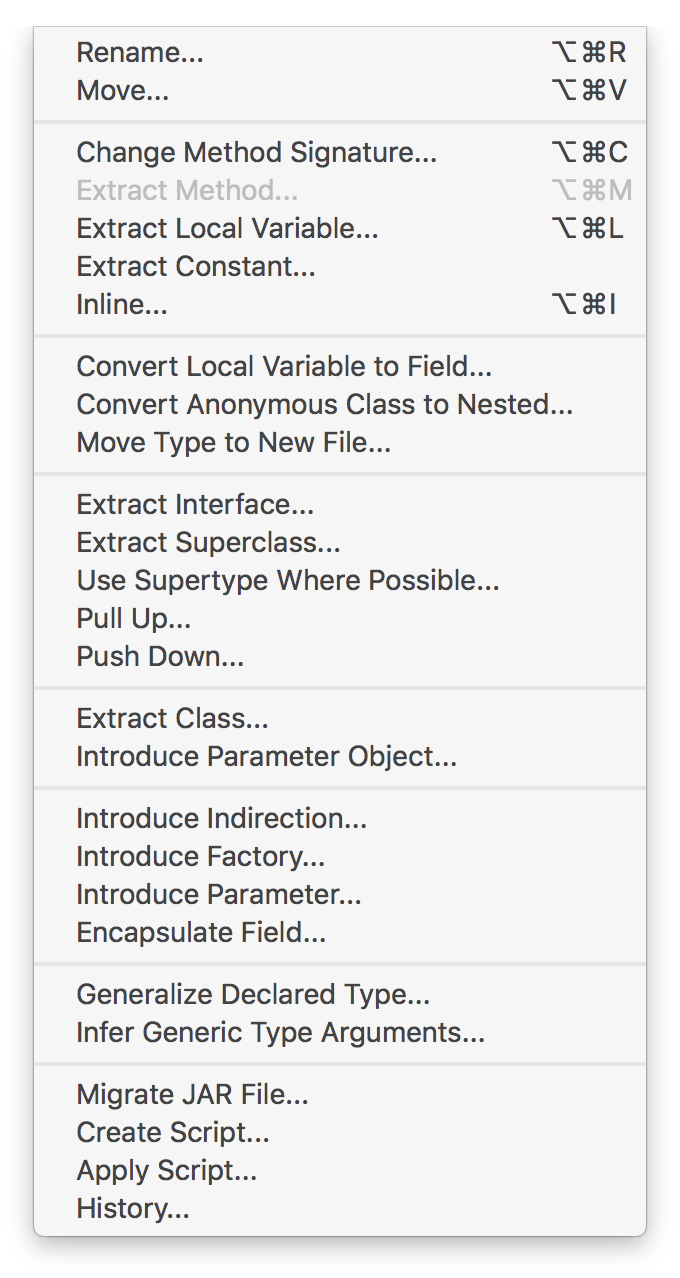 Rename... ⌥⌘R
Move... ⌥⌘V
Change Method Signature... ⌥⌘C
Extract Method... ⌥⌘M
Extract Local Variable... ⌥⌘L
Extract Constant...
Inline... ⌥⌘I
Convert Local Variable to Field...
Convert Anonymous Class to Nested...
Move Type to New File...
Extract Interface...
Extract Superclass...
Use Supertype Where Possible...
Pull Up...
Push Down...
Extract Class...
Introduce Parameter Object...
Introduce Indirection...
Introduce Factory...
Introduce Parameter...
Encapsulate Field...
Generalize Declared Type...
Infer Generic Type Arguments...
Migrate JAR File...
Create Script...
Apply Script...
History...